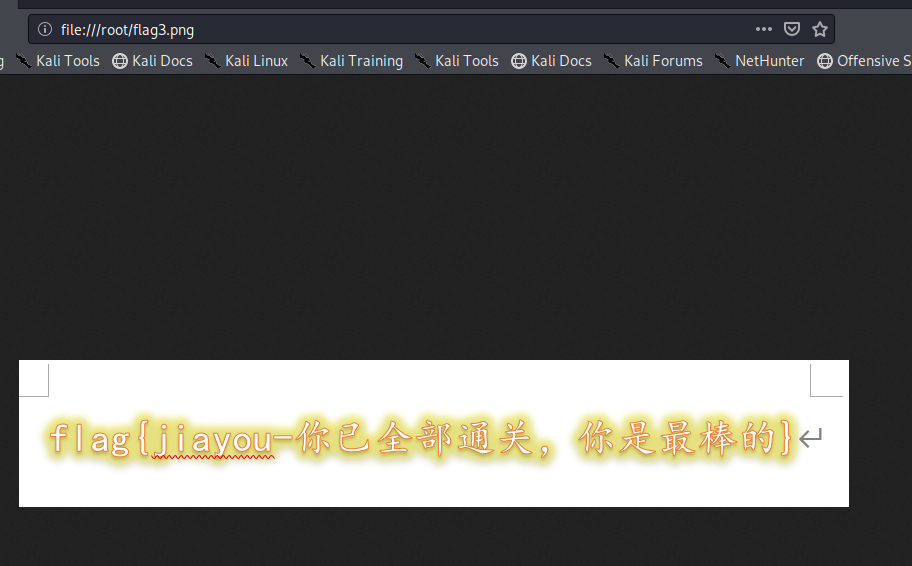 file:///root/flag3.png
g Kali Tools Kali Docs Kali Linux Kali Training Kali Tools Kali Docs Kali Forums NetHunter Offensive S
flag{jiayou-你已全部通关，你是最棒的}